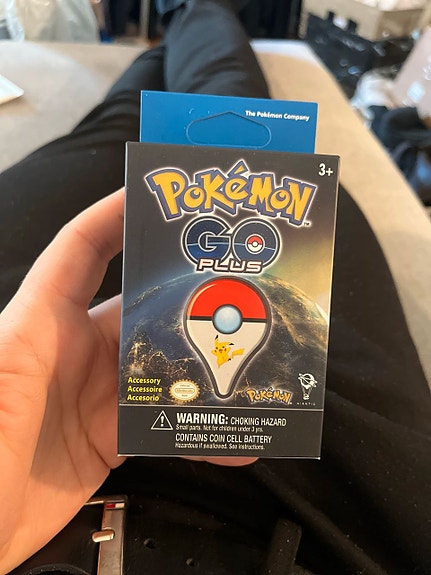 The Pokémon Company
3+
POKéMON
GO
PLUS
Accessory
Accessoire
Accesorio
POKéMON
NIANTIC
WARNING: CHOKING HAZARD
Small parts. Not for children under 3 yrs.
CONTAINS COIN CELL BATTERY
Hazardous if swallowed. See instructions.